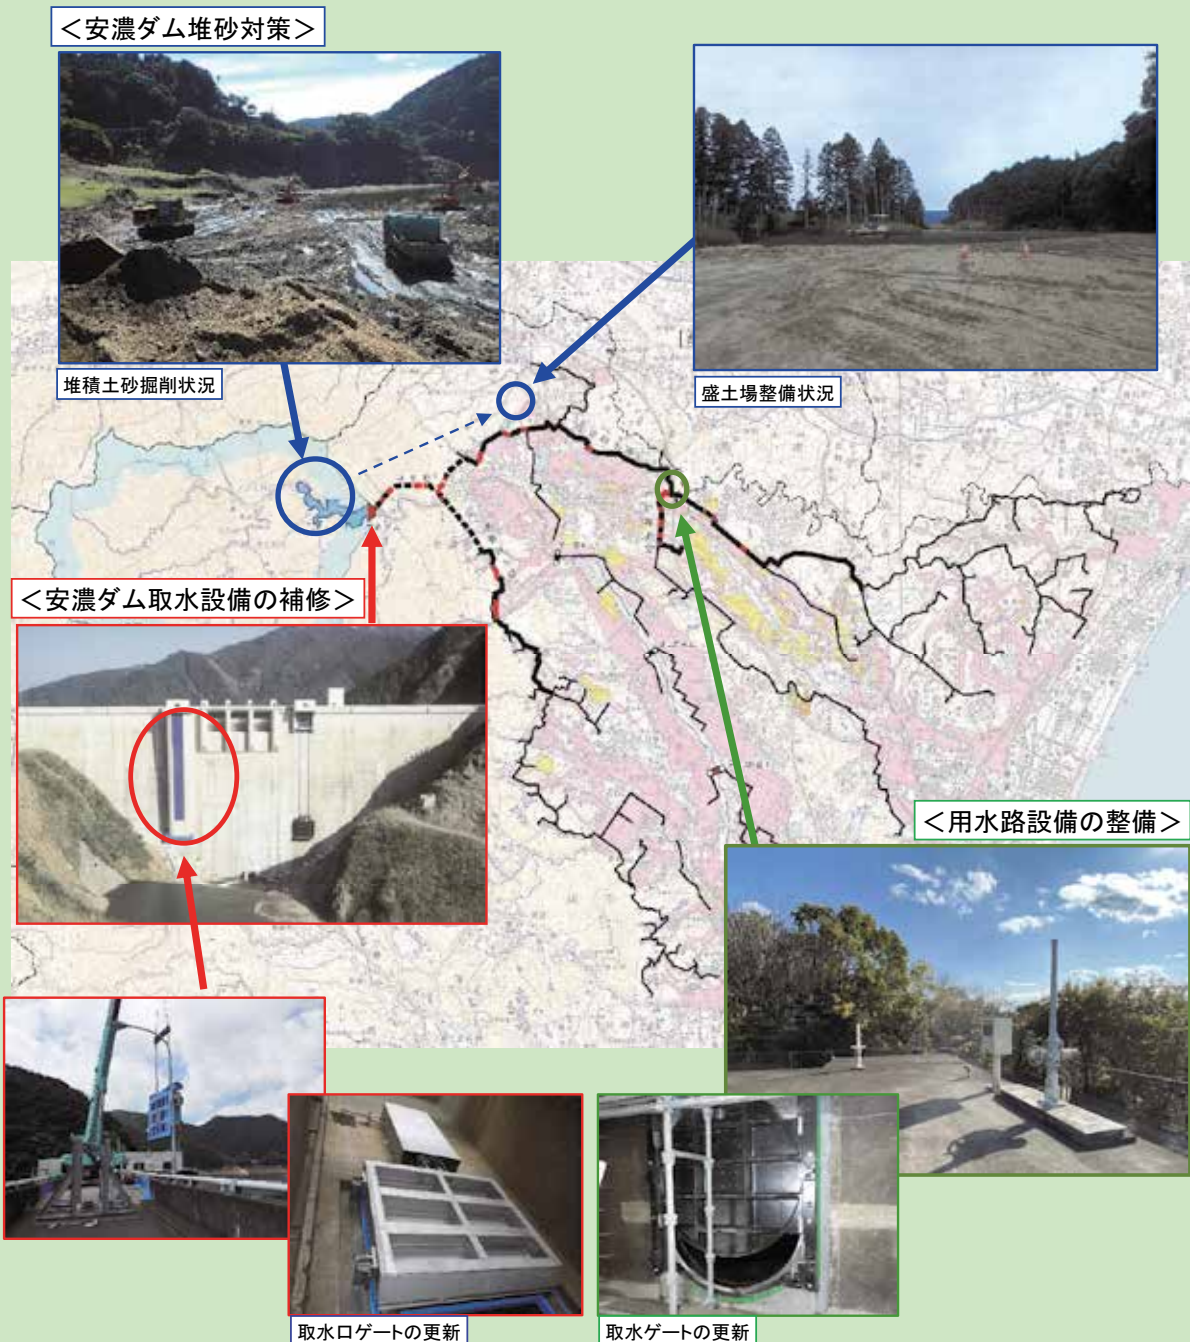 ＜安濃ダム堆砂対策＞
堆積土砂掘削状況
盛土場整備状況
＜安濃ダム取水設備の補修＞
＜用水路設備の整備＞
取水口ゲートの更新
取水ゲートの更新